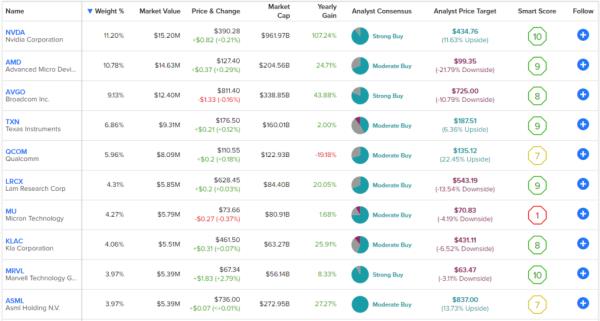 Name ▼ Weight % Market Value Price & Change Market Cap Yearly Gain Analyst Consensus Analyst Price Target Smart Score Follow
NVDA 11.20% $15.20M $390.28 $961.97B 107.24% Strong Buy $434.76 10
Nvidia Corporation +$0.82 (+0.21%) (11.63% Upside)
AMD 10.78% $14.63M $127.40 $204.56B 24.71% Moderate Buy $99.35 9
Advanced Micro Devi... +$0.37 (+0.29%) (-21.79% Downside)
AVGO 9.13% $12.40M $811.40 $338.85B 43.88% Strong Buy $725.00 8
Broadcom Inc. -$1.33 (-0.16%) (-10.79% Downside)
TXN 6.86% $9.31M $176.50 $160.01B 2.00% Moderate Buy $187.51 9
Texas Instruments +$0.21 (+0.12%) (6.36% Upside)
QCOM 5.96% $8.09M $110.55 $122.93B -19.18% Moderate Buy $135.12 7
Qualcomm +$0.2 (+0.18%) (22.45% Upside)
LRCX 4.31% $5.85M $628.45 $84.40B 20.05% Moderate Buy $543.19 9
Lam Research Corp +$0.2 (+0.03%) (-13.54% Downside)
MU 4.27% $5.79M $73.66 $80.91B 1.68% Moderate Buy $70.83 1
Micron Technology -$0.27 (-0.37%) (-4.19% Downside)
KLAC 4.06% $5.51M $461.50 $63.27B 25.91% Moderate Buy $431.11 8
Kla Corporation +$0.31 (+0.07%) (-6.52% Downside)
MRVL 3.97% $5.39M $67.34 $56.14B 8.33% Strong Buy $63.47 10
Marvell Technology G... +$1.83 (+2.79%) (-3.11% Downside)
ASML 3.97% $5.39M $736.00 $272.95B 27.27% Moderate Buy $837.00 7
Asml Holding N.V. +$0.07 (+<+0.01%) (13.73% Upside)